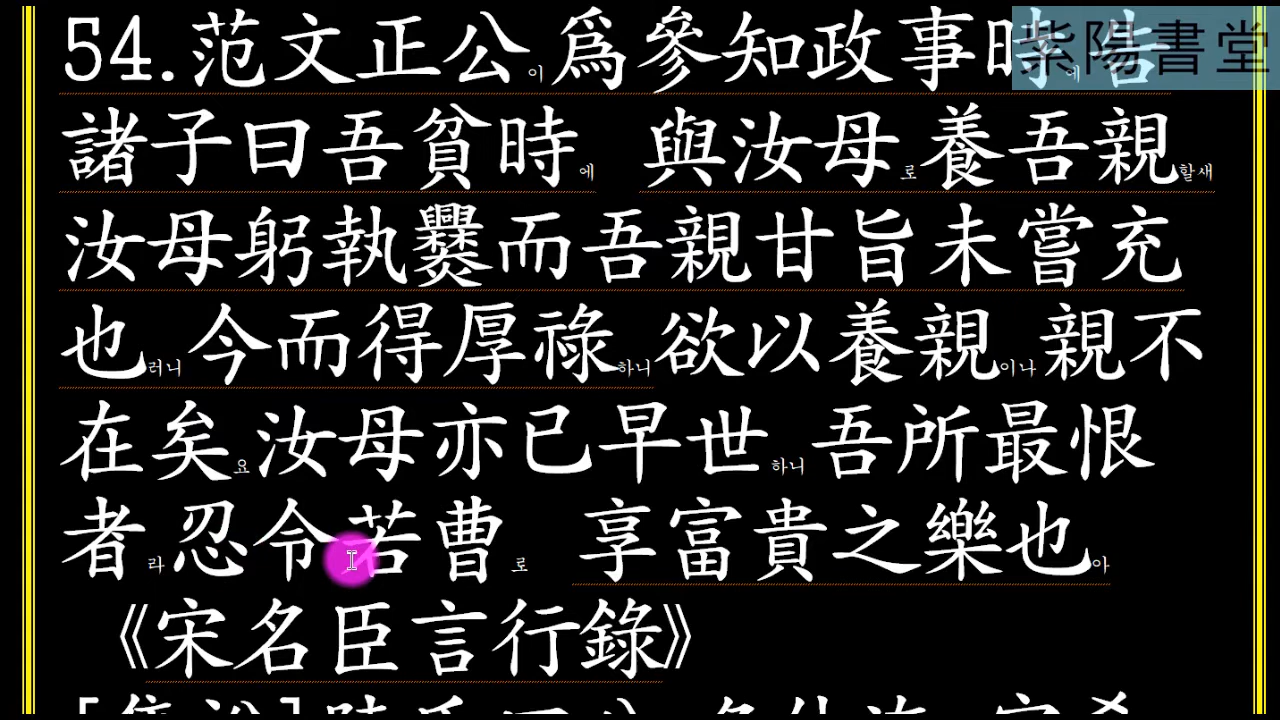 54.范文正公이爲參知政事時에告
紫陽書堂
諸子曰吾貧時에 與汝母로養吾親할새
汝母躬執爨而吾親甘旨未嘗充
也러니今而得厚祿하니欲以養親이나親不
在矣요汝母亦已早世하니吾所最恨
者라忍令若曹로 享富貴之樂也아
《宋名臣言行錄》